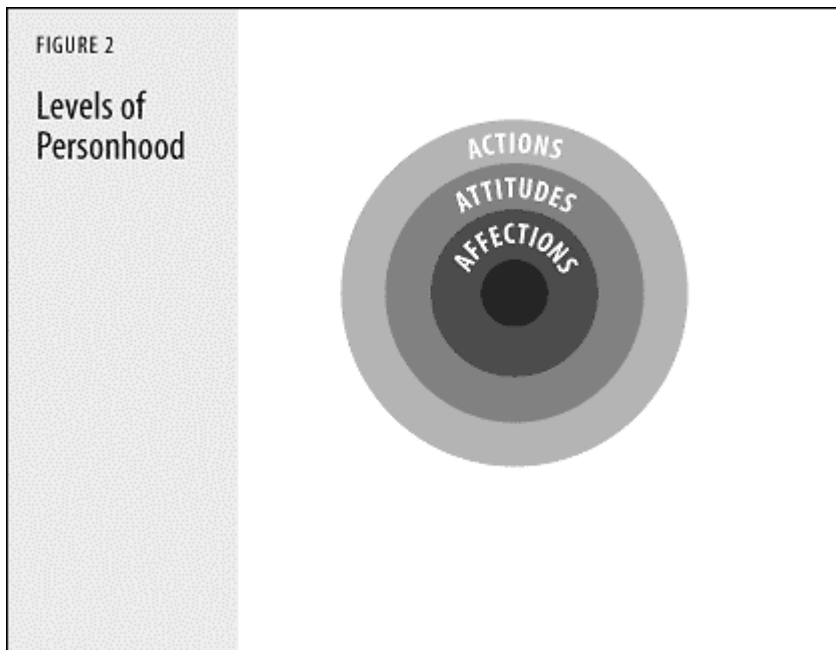 FIGURE 2
Levels of
Personhood
ACTIONS
ATTITUDES
AFFECTIONS